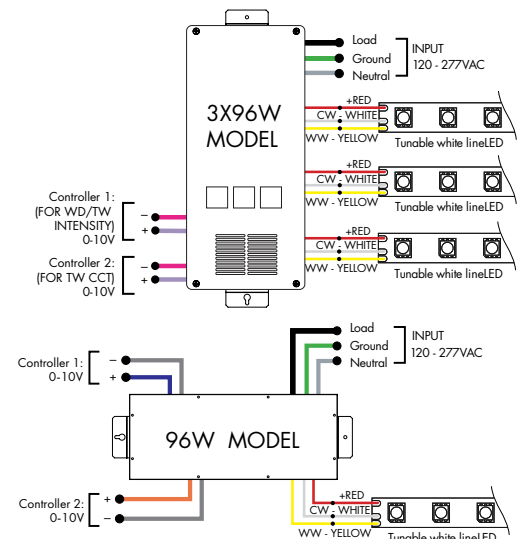 Load
Ground
Neutral
INPUT
120 - 277VAC
3X96W
MODEL
+RED
CW - WHITE
WW - YELLOW
Tunable white lineLED
+RED
CW - WHITE
WW - YELLOW
Tunable white lineLED
+RED
CW - WHITE
WW - YELLOW
Tunable white lineLED
Controller 1:
(FOR WD/TW
INTENSITY)
0-10V
–
+
Controller 2:
(FOR TW CCT)
0-10V
–
+
Load
Ground
Neutral
INPUT
120 - 277VAC
Controller 1:
0-10V
–
+
96W MODEL
Controller 2:
0-10V
+
–
+RED
CW - WHITE
WW - YELLOW
Tunable white lineLED